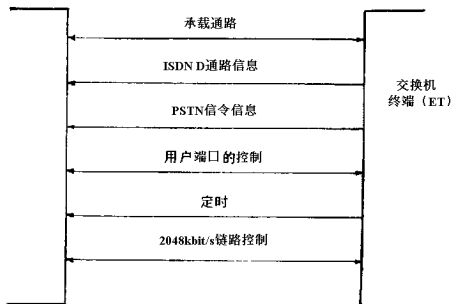 承载通路
ISDN D通路信息
PSTN信令信息
用户端口的控制
定时
2048kbit/s链路控制
交换机
终端（ET）